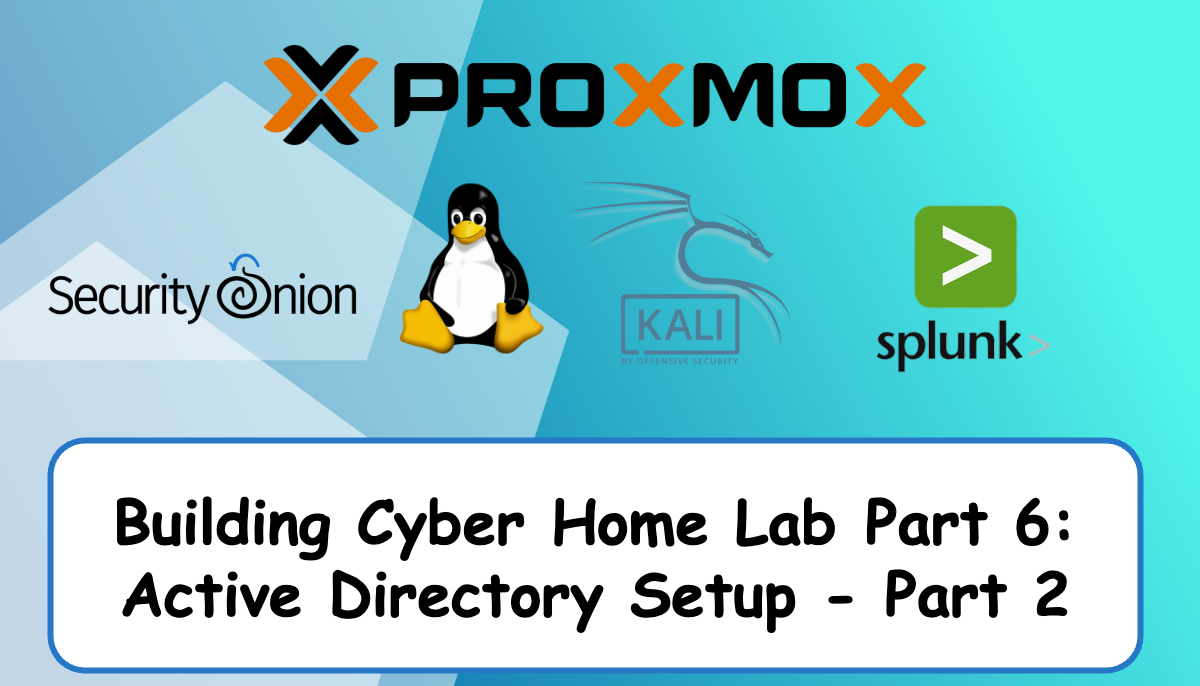 PROXMOX
Security Onion
KALI
BY OFFENSIVE SECURITY
splunk>
Building Cyber Home Lab Part 6:
Active Directory Setup - Part 2